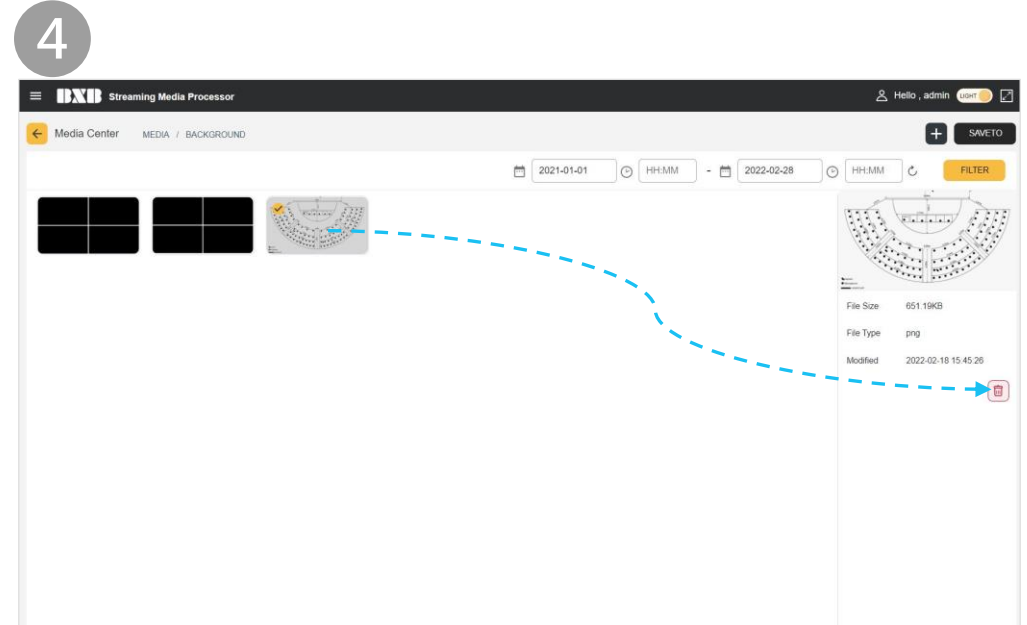 4
BXB Streaming Media Processor Hello , admin LIGHT
Media Center MEDIA / BACKGROUND + SAVETO
2021-01-01 HH:MM - 2022-02-28 HH:MM FILTER
File Size 651.19KB
File Type png
Modified 2022-02-18 15:45:26